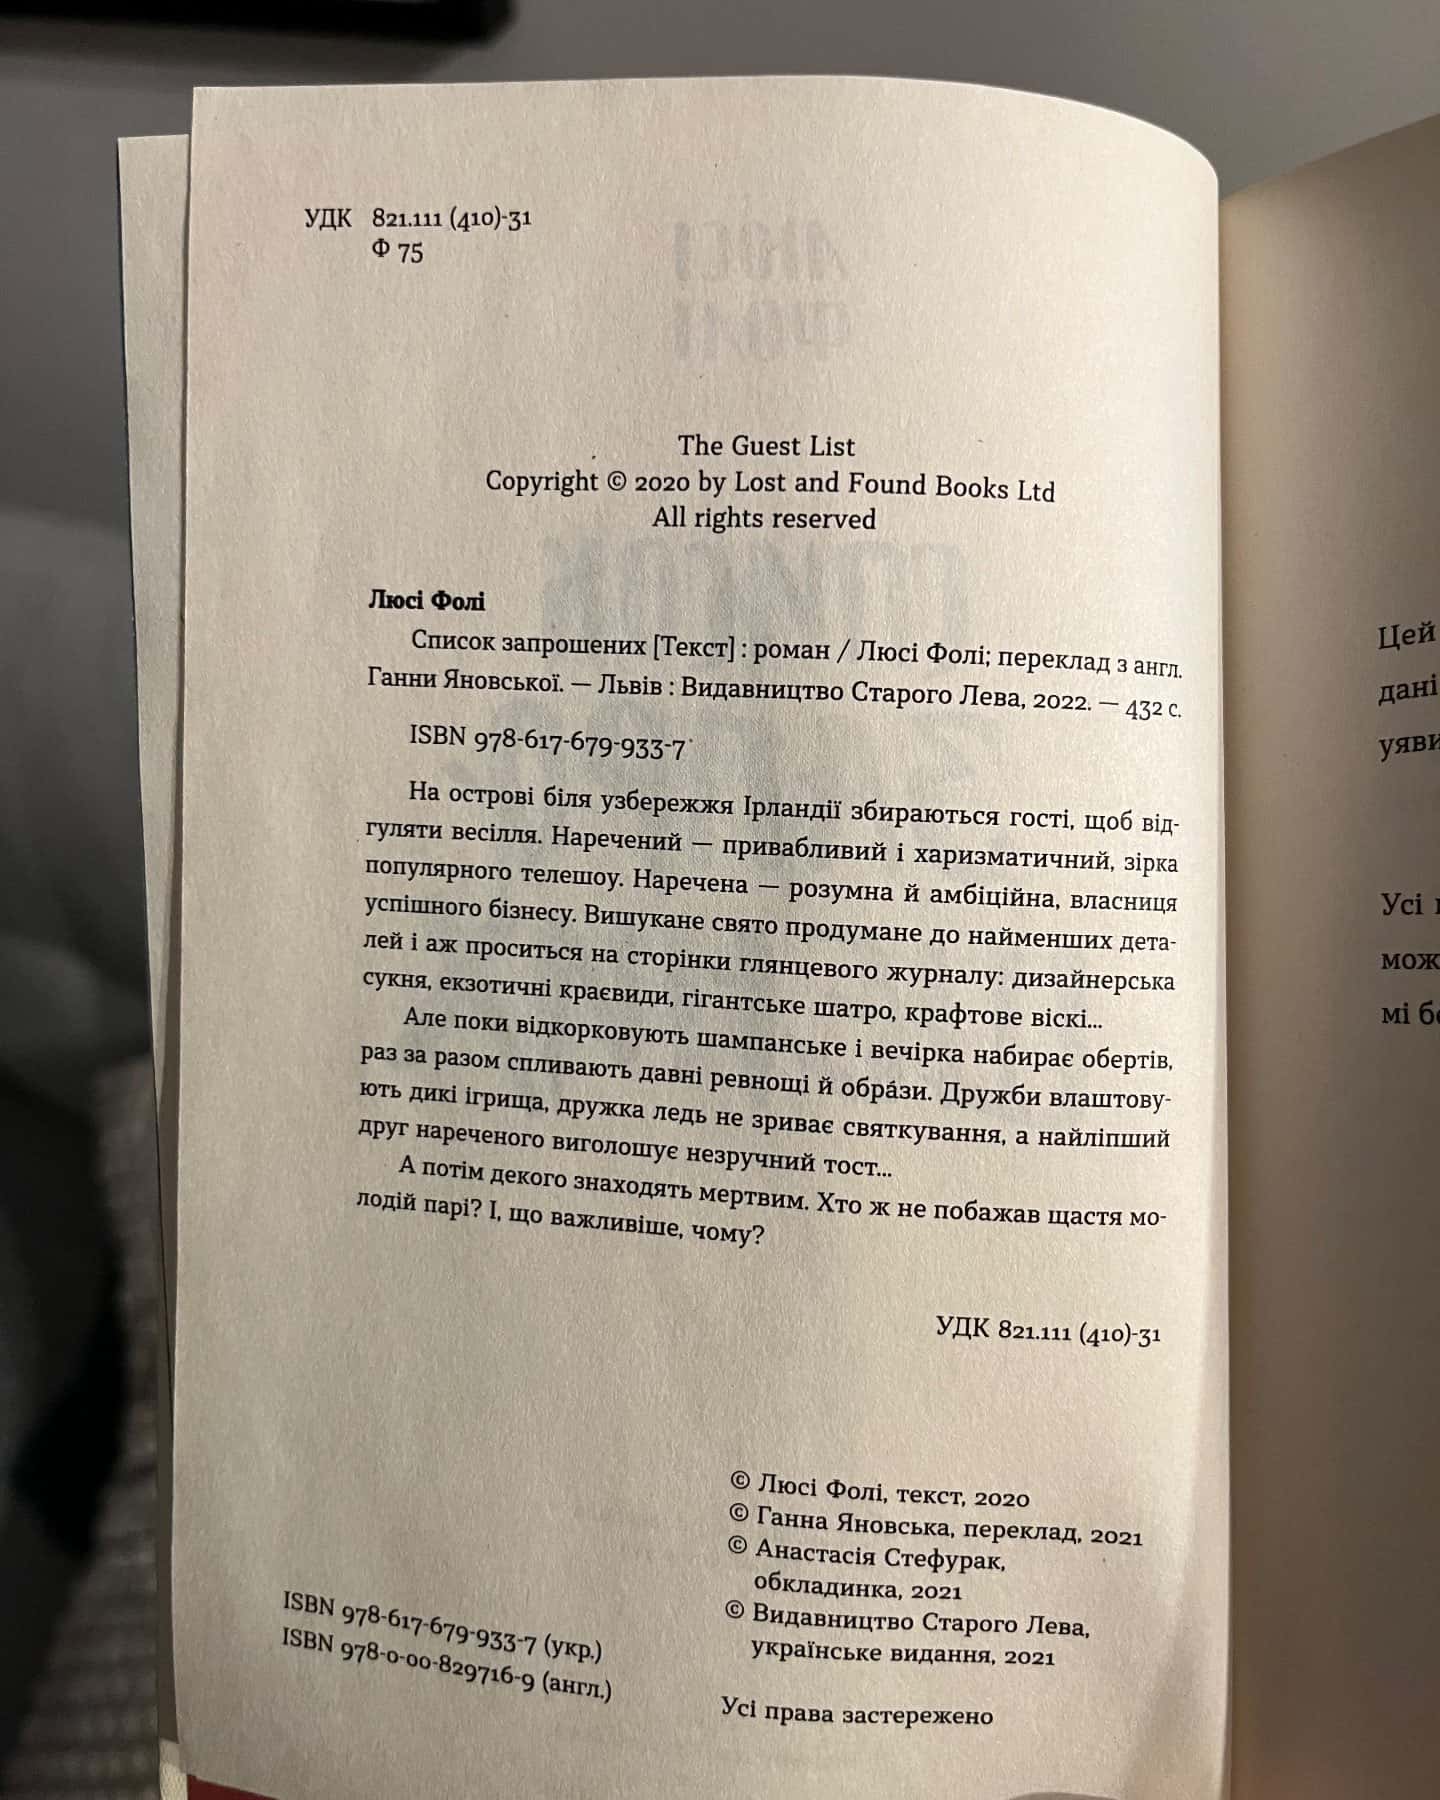 УДК 821.111 (410)-31
Ф 75
The Guest List
Copyright © 2020 by Lost and Found Books Ltd
All rights reserved
Люсі Фолі
Список запрошених [Текст] : роман / Люсі Фолі; переклад з англ.
Ганни Яновської. — Львів : Видавництво Старого Лева, 2022. — 432 с.
ISBN 978-617-679-933-7
На острові біля узбережжя Ірландії збираються гості, щоб від-
гуляти весілля. Наречений — привабливий і харизматичний, зірка
популярного телешоу. Наречена — розумна й амбіційна, власниця
успішного бізнесу. Вишукане свято продумане до найменших дета-
лей і аж проситься на сторінки глянцевого журналу: дизайнерська
сукня, екзотичні краєвиди, гігантське шатро, крафтове віскі...
Але поки відкорковують шампанське і вечірка набирає обертів,
раз за разом спливають давні ревнощі й обра́зи. Дружби влаштову-
ють дикі ігрища, дружка ледь не зриває святкування, а найліпший
друг нареченого виголошує незручний тост...
А потім декого знаходять мертвим. Хто ж не побажав щастя мо-
лодій парі? І, що важливіше, чому?
УДК 821.111 (410)-31
© Люсі Фолі, текст, 2020
© Ганна Яновська, переклад, 2021
© Анастасія Стефурак,
обкладинка, 2021
© Видавництво Старого Лева,
українське видання, 2021
ISBN 978-617-679-933-7 (укр.)
ISBN 978-0-00-829716-9 (англ.)
Усі права застережено
Цей
дані
уяви
Усі
мож
мі